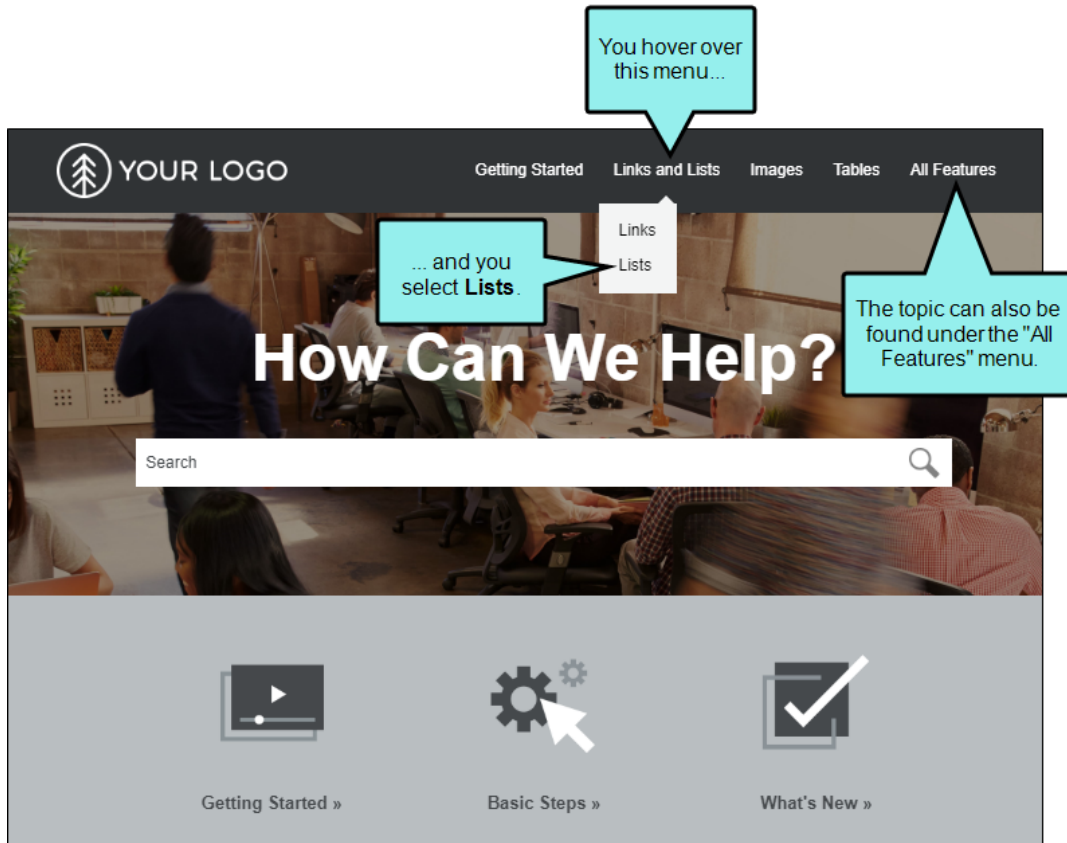 You hover over
this menu...
YOUR LOGO
Getting Started Links and Lists Images Tables All Features
Links
Lists
... and you
select Lists.
The topic can also be
found under the "All
Features" menu.
How Can We Help?
Search
Getting Started »
Basic Steps »
What's New »